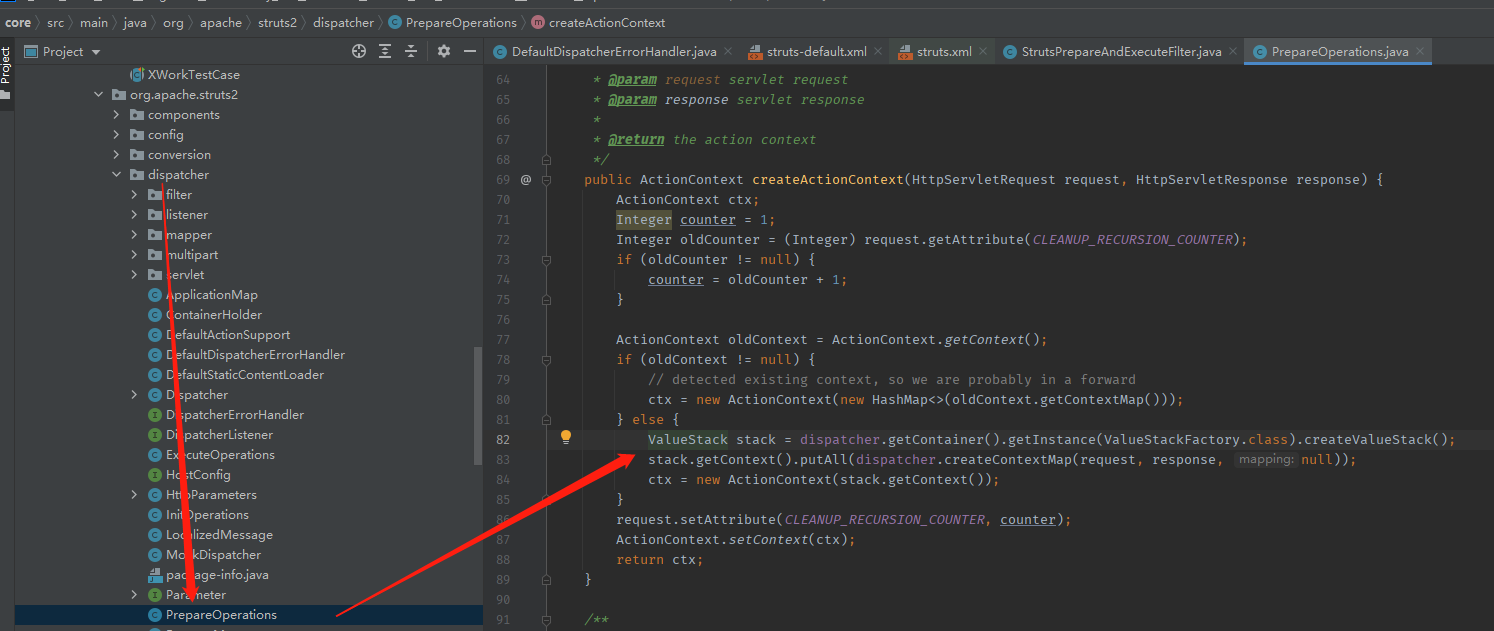 core > src > main > java > org > apache > struts2 > dispatcher > PrepareOperations > createActionContext
Project
Project
DefaultDispatcherErrorHandler.java
struts-default.xml
struts.xml
StrutsPrepareAndExecuteFilter.java
PrepareOperations.java
XWorkTestCase
org.apache.struts2
components
config
conversion
dispatcher
filter
listener
mapper
multipart
servlet
ApplicationMap
ContainerHolder
DefaultActionSupport
DefaultDispatcherErrorHandler
DefaultStaticContentLoader
Dispatcher
DispatcherErrorHandler
DispatcherListener
ExecuteOperations
HostConfig
HttpParameters
InitOperations
LocalizedMessage
MockDispatcher
package-info.java
Parameter
PrepareOperations
64 * @param request servlet request
65 * @param response servlet response
66 *
67 * @return the action context
68 */
69 @ public ActionContext createActionContext(HttpServletRequest request, HttpServletResponse response) {
70 ActionContext ctx;
71 Integer counter = 1;
72 Integer oldCounter = (Integer) request.getAttribute(CLEANUP_RECURSION_COUNTER);
73 if (oldCounter != null) {
74 counter = oldCounter + 1;
75 }
76
77 ActionContext oldContext = ActionContext.getContext();
78 if (oldContext != null) {
79 // detected existing context, so we are probably in a forward
80 ctx = new ActionContext(new HashMap<>(oldContext.getContextMap()));
81 } else {
82 ValueStack stack = dispatcher.getContainer().getInstance(ValueStackFactory.class).createValueStack();
83 stack.getContext().putAll(dispatcher.createContextMap(request, response, mapping: null));
84 ctx = new ActionContext(stack.getContext());
85 }
86 request.setAttribute(CLEANUP_RECURSION_COUNTER, counter);
87 ActionContext.setContext(ctx);
88 return ctx;
89 }
90
91 /**